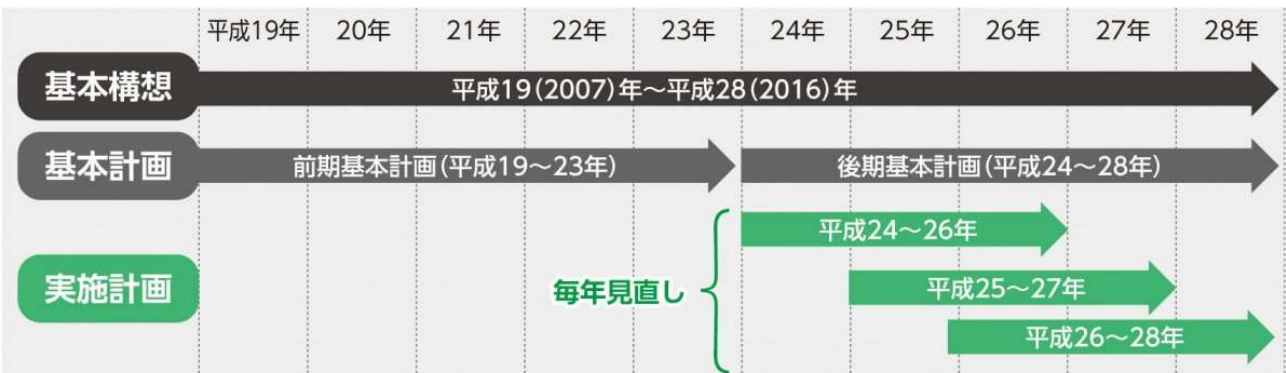 平成19年 20年 21年 22年 23年 24年 25年 26年 27年 28年
基本構想 平成19(2007)年～平成28(2016)年
基本計画 前期基本計画(平成19～23年) 後期基本計画(平成24～28年)
平成24～26年
実施計画 毎年見直し 平成25～27年
平成26～28年